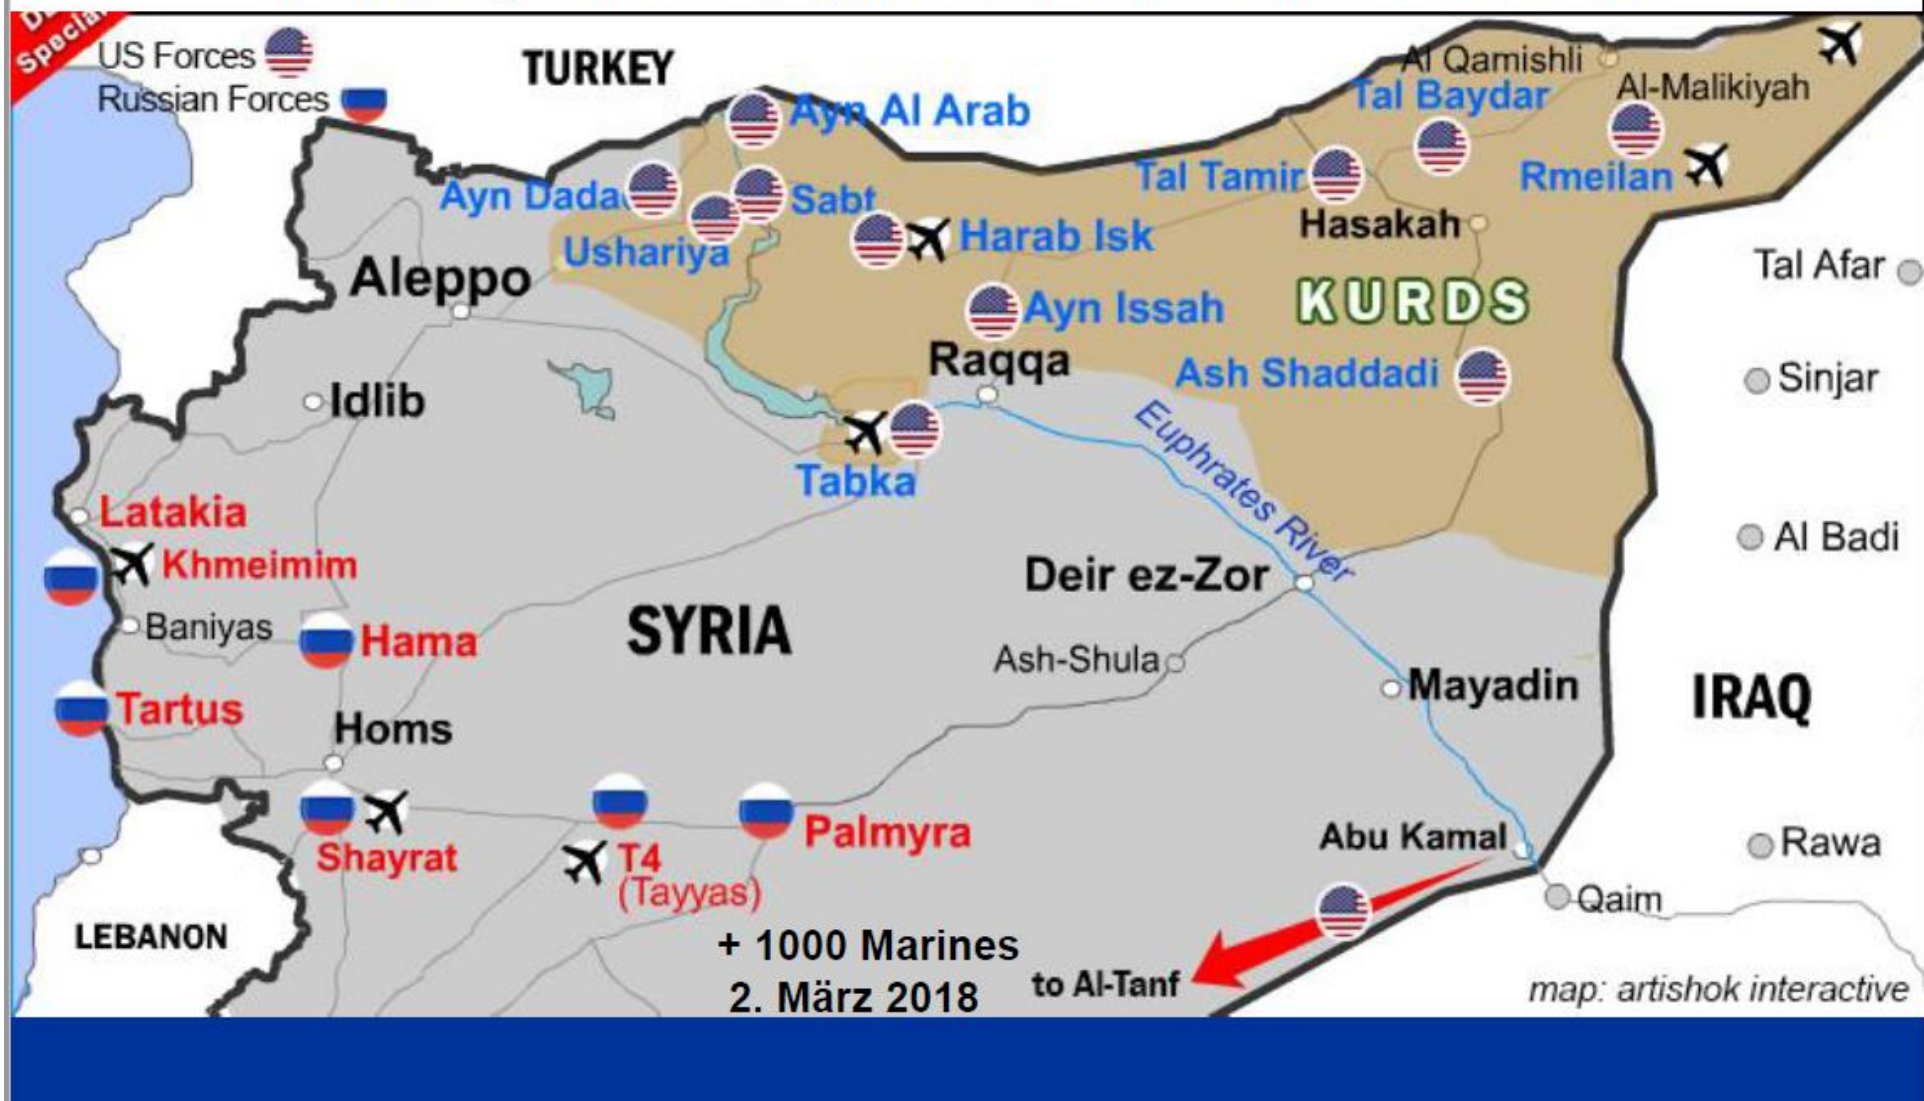 Special
US Forces
Russian Forces
TURKEY
Al Qamishli
Tal Baydar
Al-Malikiyah
Ayn Al Arab
Ayn Dada
Sabt
Tal Tamir
Rmeilan
Ushariya
Harab Isk
Hasakah
Aleppo
Tal Afar
Ayn Issah
KURDS
Raqqa
Ash Shaddadi
Sinjar
Idlib
Euphrates River
Tabka
Latakia
Al Badi
Khmeimim
Deir ez-Zor
Baniyas
Hama
SYRIA
Ash-Shula
Mayadin
IRAQ
Tartus
Homs
Palmyra
Abu Kamal
Rawa
Shayrat
T4
(Tayyas)
Qaim
LEBANON
+ 1000 Marines
2. März 2018
to Al-Tanf
map: artishok interactive